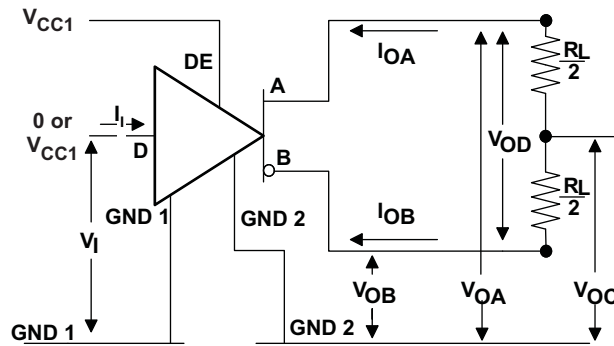 VCC1
DE
IOA
RL
2
A
0 or
VCC1
II
D
VOD
B
RL
2
GND 1
GND 2
IOB
VI
VOB
VOA
VOC
GND 1
GND 2